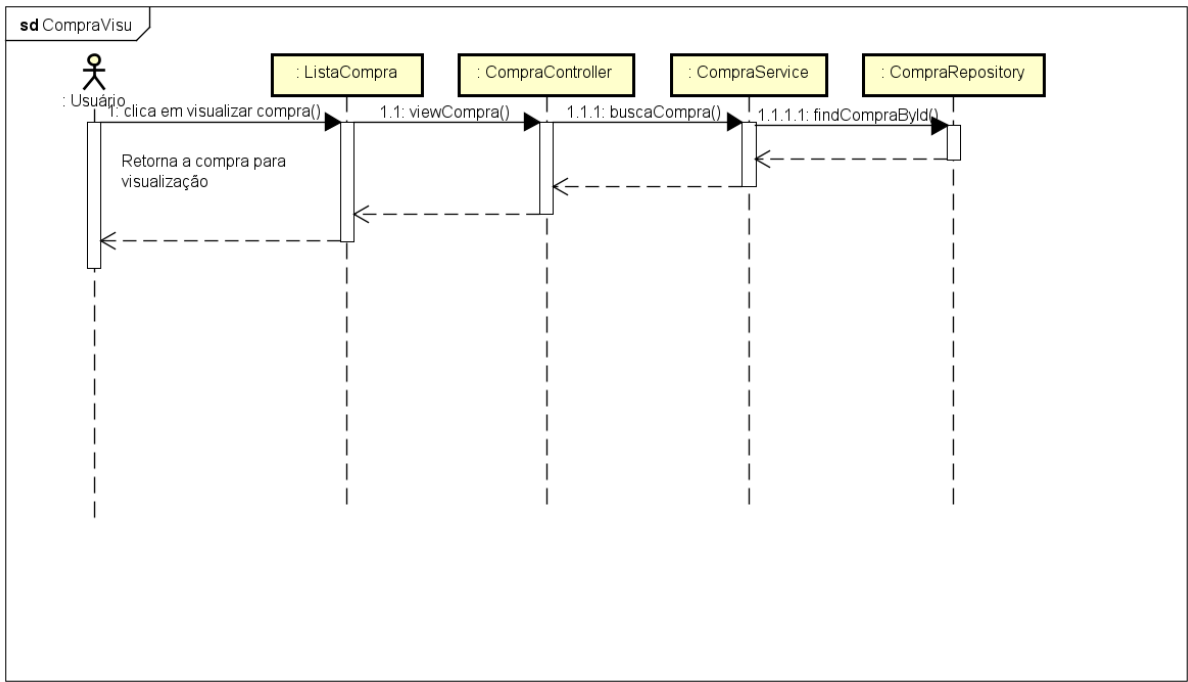 sd CompraVisu
: Usuário
: ListaCompra
: CompraController
: CompraService
: CompraRepository
1: clica em visualizar compra()
1.1: viewCompra()
1.1.1: buscaCompra()
1.1.1.1: findCompraById()
Retorna a compra para
visualização